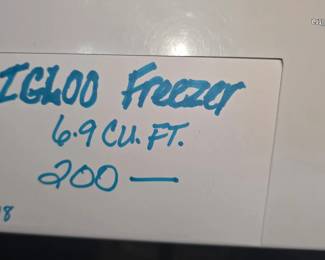 IGLOO Freezer
6.9 CU. FT.
200 —